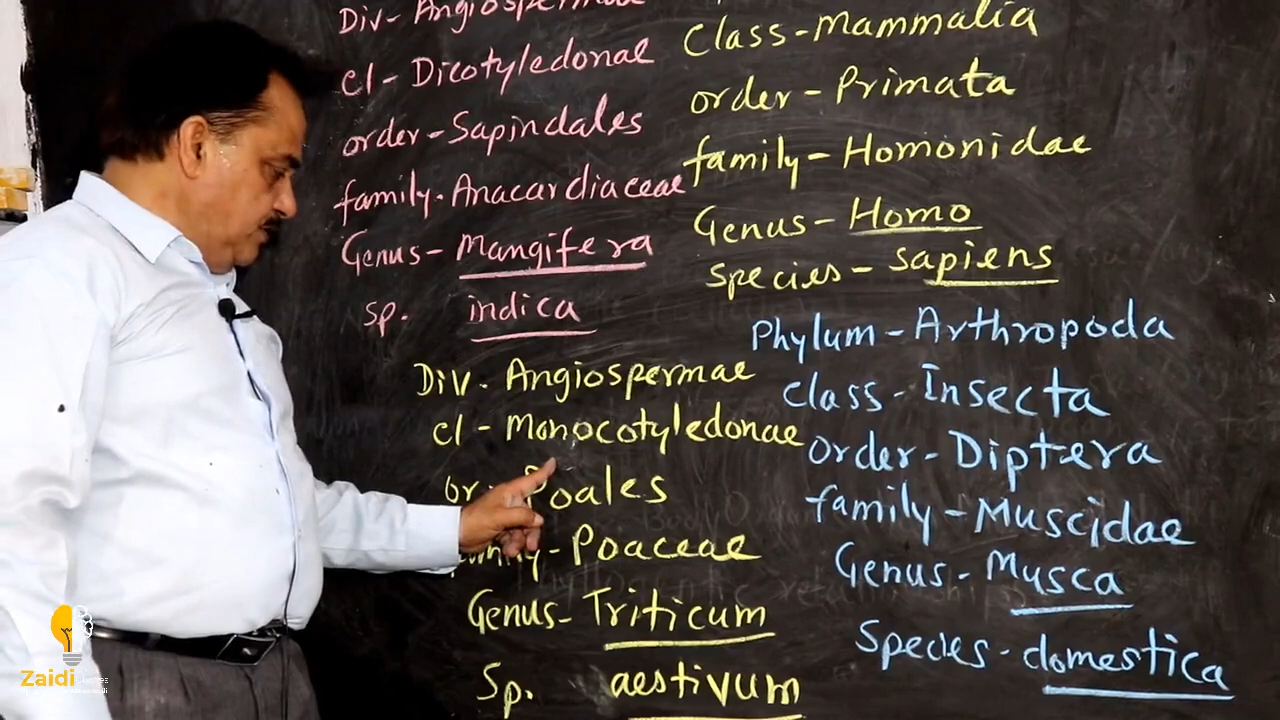 Div- Angiospermae
cl- Dicotyledonae
order- Sapindales
family- Anacardiaceae
Genus- Mangifera
sp. indica
Class- Mammalia
order- Primata
family- Homonidae
Genus- Homo
species- sapiens
Div- Angiospermae
cl- Monocotyledonae
or- Poales
family- Poaceae
Genus- Triticum
Sp. aestivum
Phylum- Arthropoda
class- Insecta
order- Diptera
family- Muscidae
Genus- Musca
Species- domestica
Zaidi